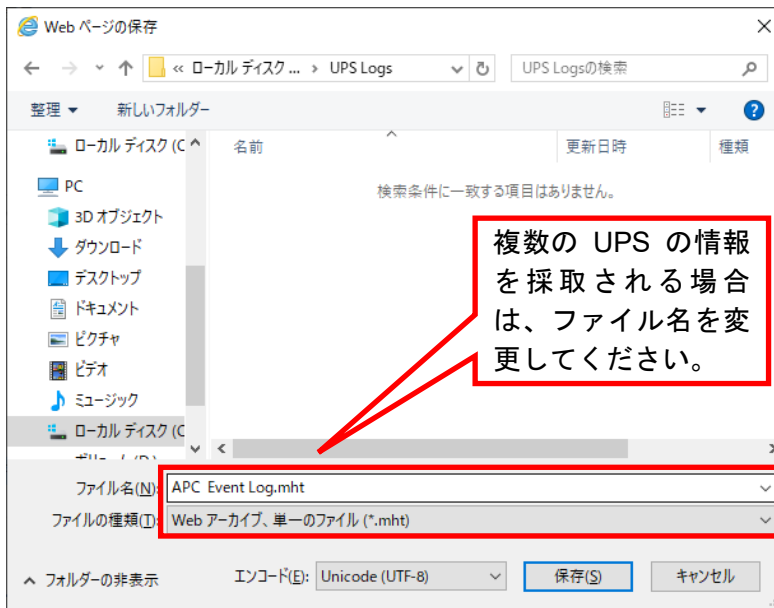 Web ページの保存
« ローカル ディスク ... › UPS Logs
UPS Logsの検索
整理
新しいフォルダー
ローカル ディスク (C
名前
更新日時
種類
PC
検索条件に一致する項目はありません。
3D オブジェクト
ダウンロード
デスクトップ
ドキュメント
ピクチャ
ビデオ
ミュージック
ローカル ディスク (C
複数の UPS の情報
を採取される場合
は、ファイル名を変
更してください。
ファイル名(N):
APC Event Log.mht
ファイルの種類(T):
Web アーカイブ、単一のファイル (*.mht)
フォルダーの非表示
エンコード(E):
Unicode (UTF-8)
保存(S)
キャンセル